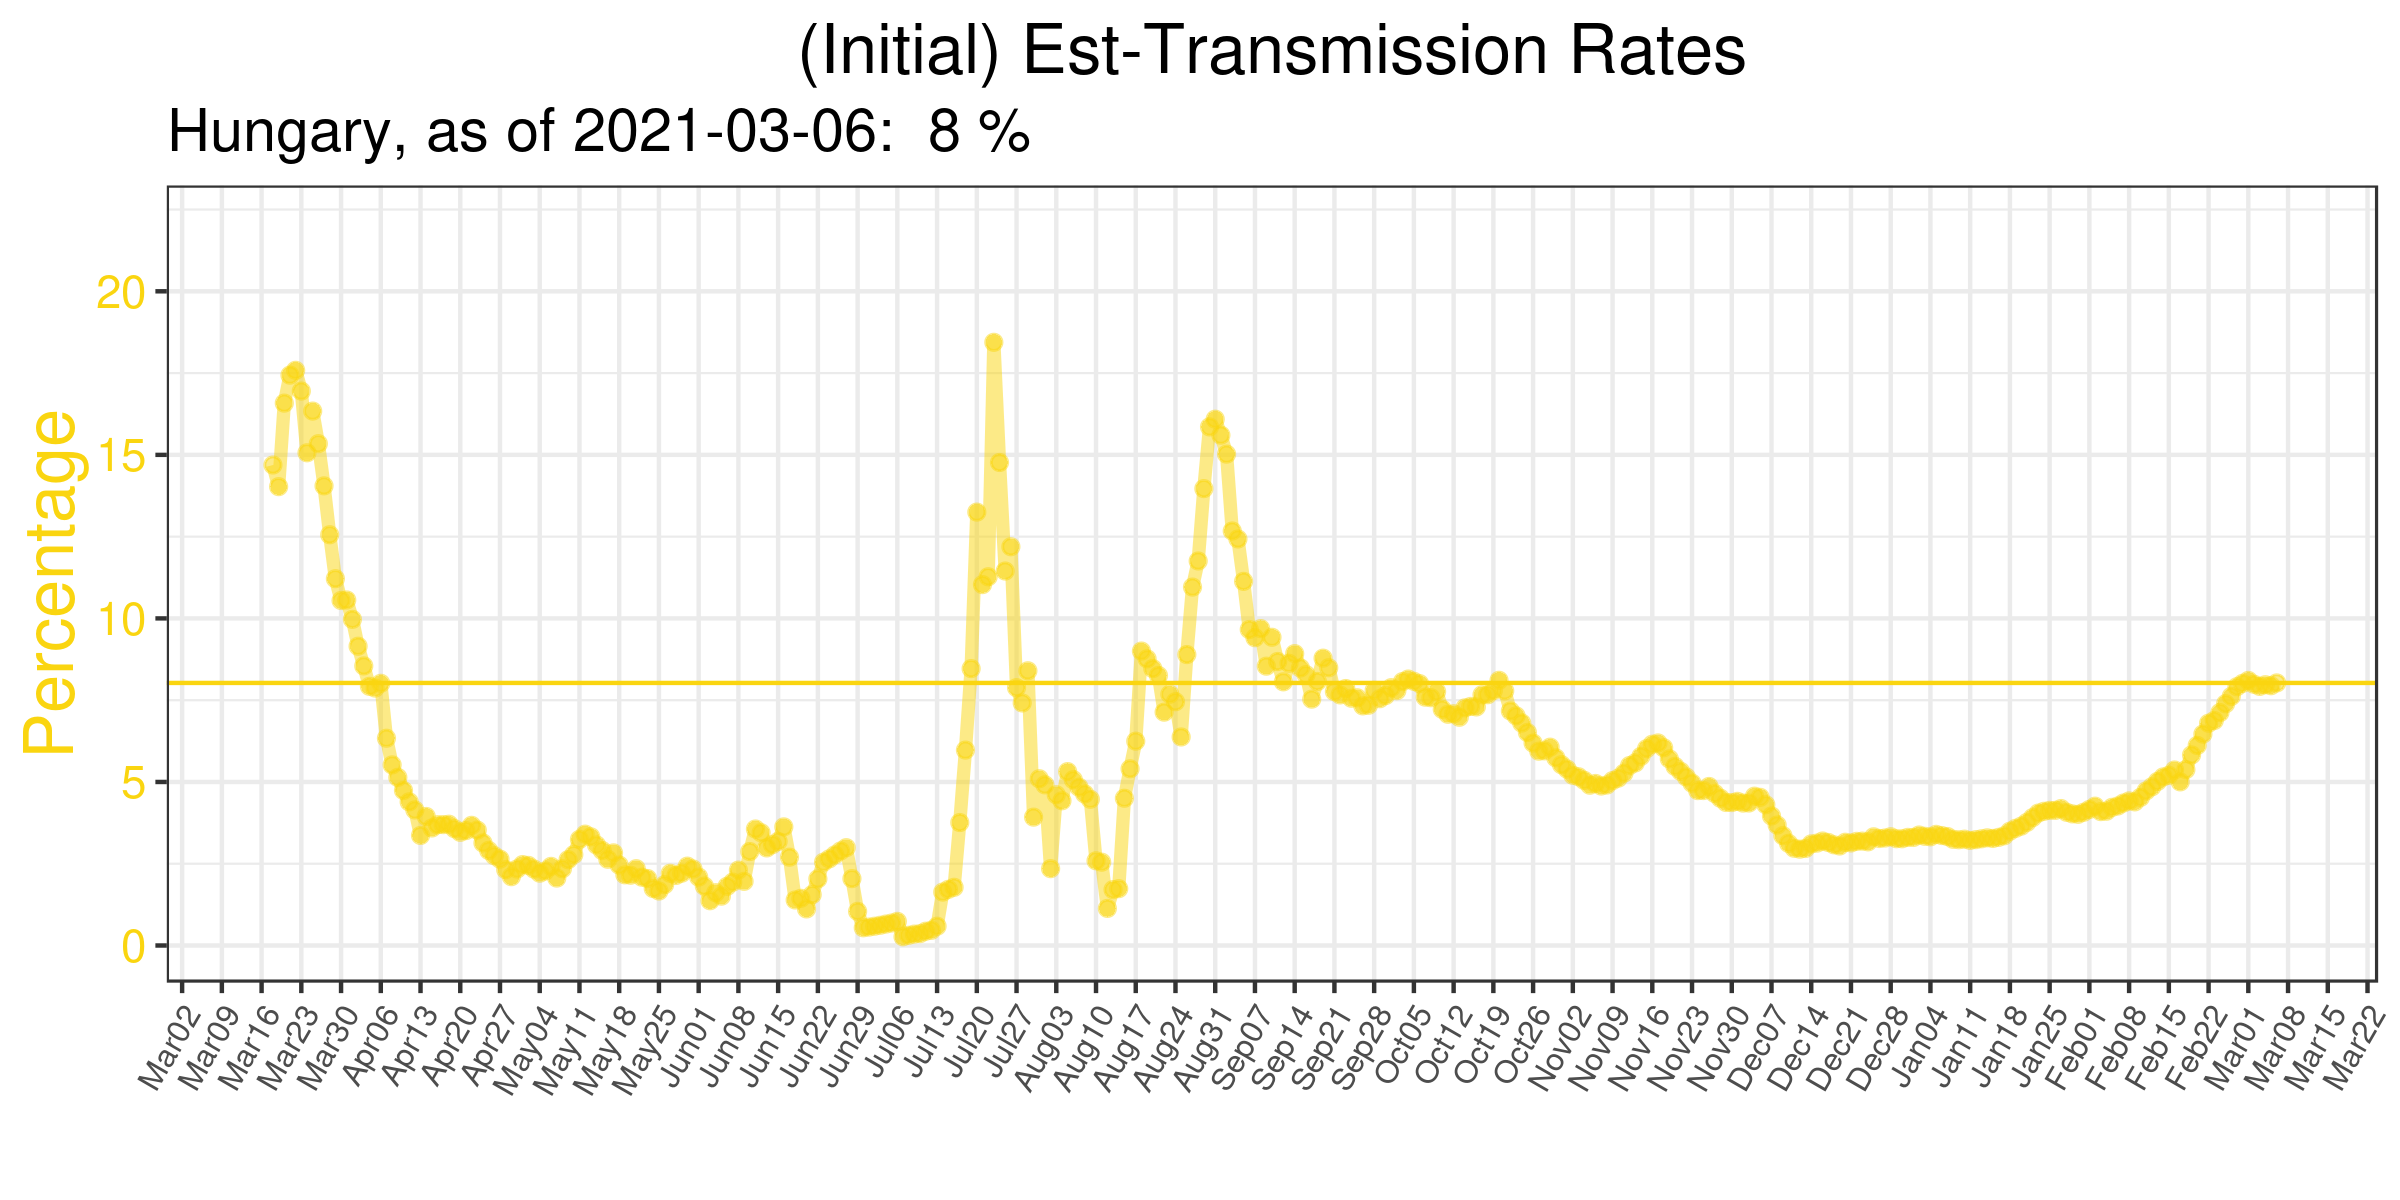 (Initial) Est-Transmission Rates
Hungary, as of 2021-03-06:  8 %
Percentage
20
15
10
5
0
Mar02
Mar09
Mar16
Mar23
Mar30
Apr06
Apr13
Apr20
Apr27
May04
May11
May18
May25
Jun01
Jun08
Jun15
Jun22
Jun29
Jul06
Jul13
Jul20
Jul27
Aug03
Aug10
Aug17
Aug24
Aug31
Sep07
Sep14
Sep21
Sep28
Oct05
Oct12
Oct19
Oct26
Nov02
Nov09
Nov16
Nov23
Nov30
Dec07
Dec14
Dec21
Dec28
Jan04
Jan11
Jan18
Jan25
Feb01
Feb08
Feb15
Feb22
Mar01
Mar08
Mar15
Mar22